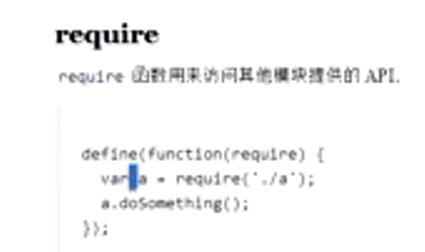 require
require 函数用来访问其他模块提供的 API.
define(function(require) {
var a = require('./a');
a.doSomething();
});